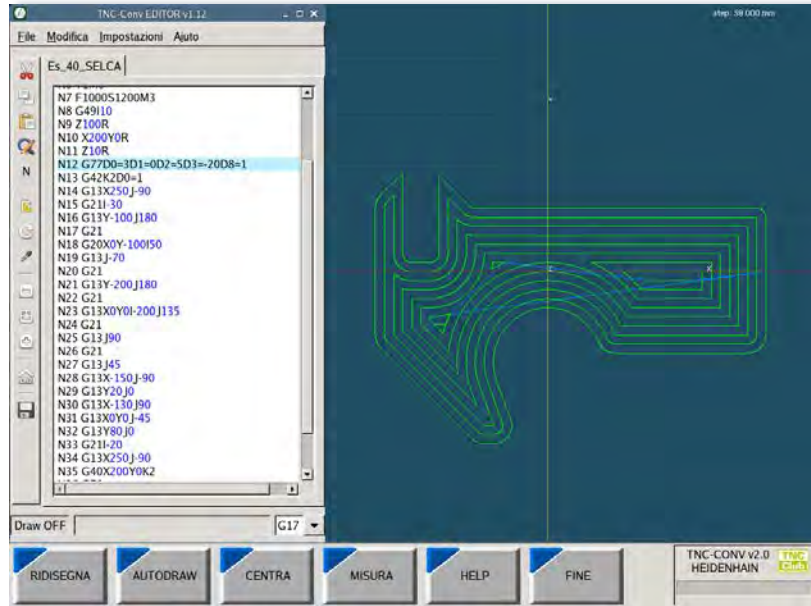 TNC-Conv EDITOR v1.12
step: 58.000 mm
File Modifica Impostazioni Aiuto
Es_40_SELCA
N7 F1000S1200M3
N8 G49I10
N9 Z100R
N10 X200Y0R
N11 Z10R
N12 G77D0=3D1=0D2=5D3=-20D8=1
N13 G42K2D0=1
N14 G13X250J-90
N15 G21I-30
N16 G13Y-100J180
N17 G21
N18 G20X0Y-100I50
N19 G13J-70
N20 G21
N21 G13Y-200J180
N22 G21
N23 G13X0Y0I-200J135
N24 G21
N25 G13J90
N26 G21
N27 G13J45
N28 G13X-150J-90
N29 G13Y20J0
N30 G13X-130J90
N31 G13X0Y0J-45
N32 G13Y80J0
N33 G21I-20
N34 G13X250J-90
N35 G40X200Y0K2
N
X
Draw OFF
G17
RIDISEGNA AUTODRAW CENTRA MISURA HELP FINE
TNC-CONV v2.0
HEIDENHAIN
TNC
Club